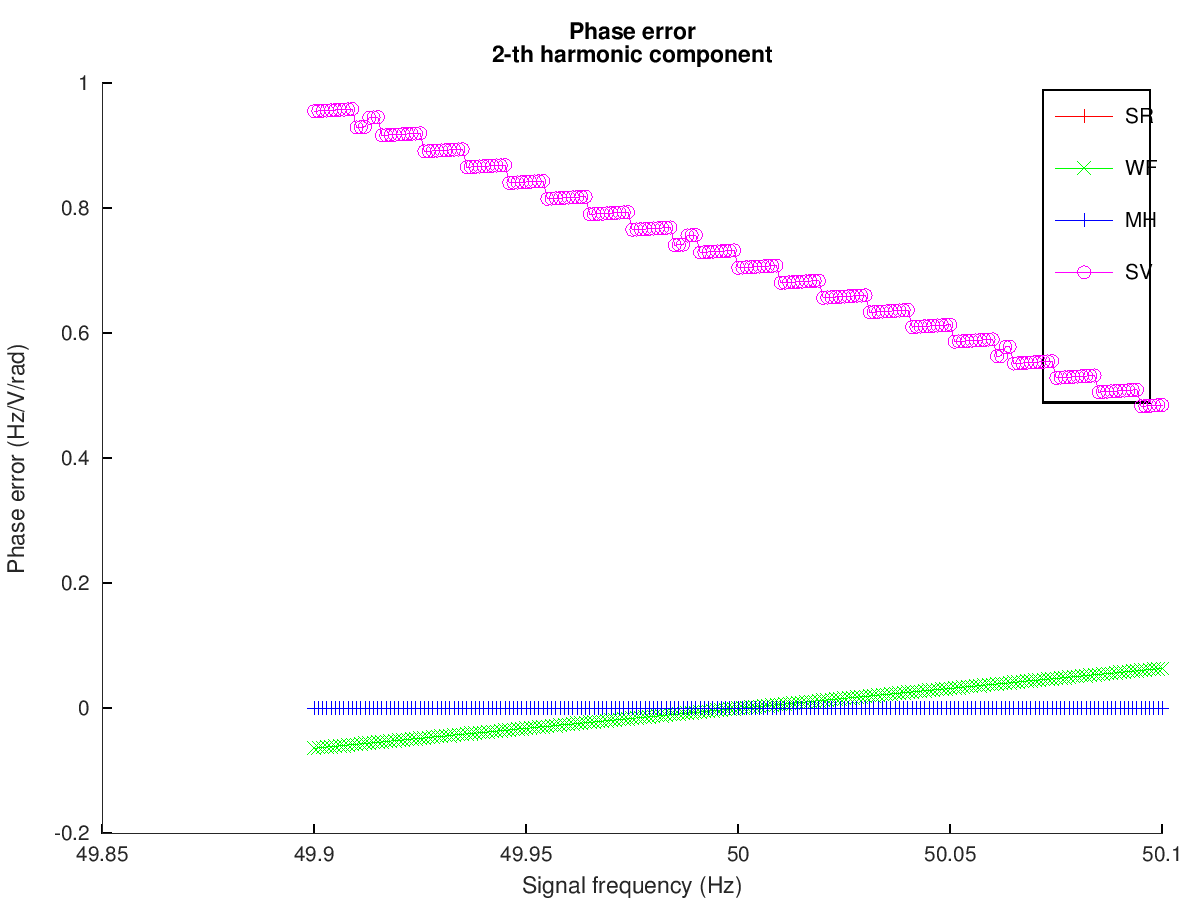 Phase error
2-th harmonic component
1
0.8
0.6
0.4
0.2
0
-0.2
Phase error (Hz/V/rad)
SR
WF
MH
SV
49.85
49.9
49.95
50
50.05
50.1
Signal frequency (Hz)